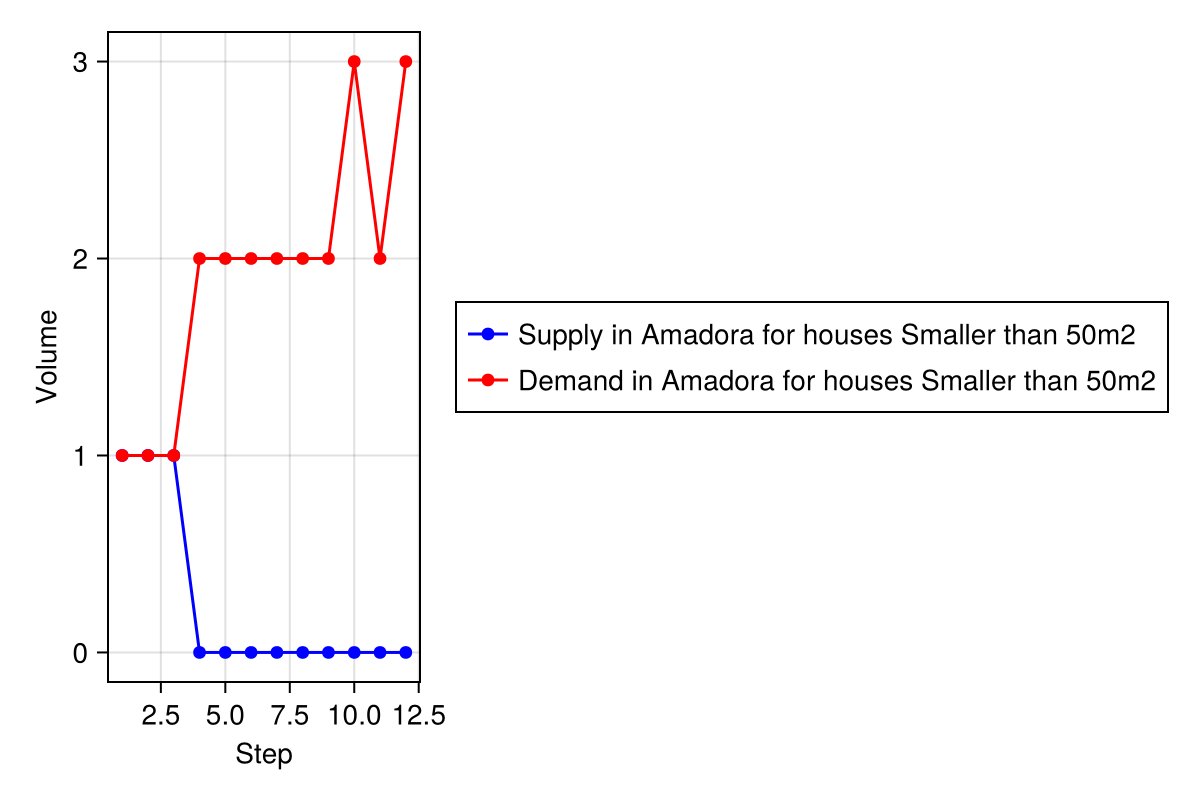 Volume
3
2
1
0
2.5 5.0 7.5 10.0 12.5
Step
Supply in Amadora for houses Smaller than 50m2
Demand in Amadora for houses Smaller than 50m2